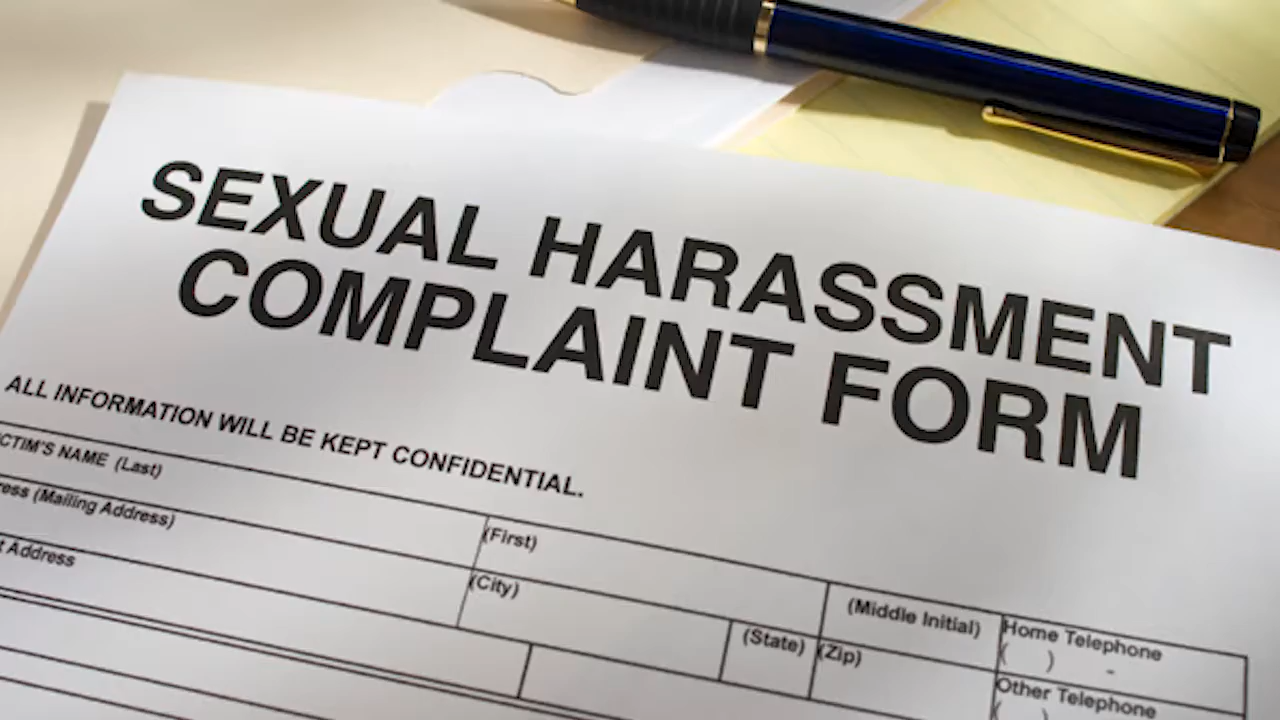 SEXUAL HARASSMENT
COMPLAINT FORM
ALL INFORMATION WILL BE KEPT CONFIDENTIAL.
NAME (Last)
(First)
(Middle Initial)
Home Telephone
( ) -
(Mailing Address)
(City)
(State)
(Zip)
Other Telephone
( )
Address